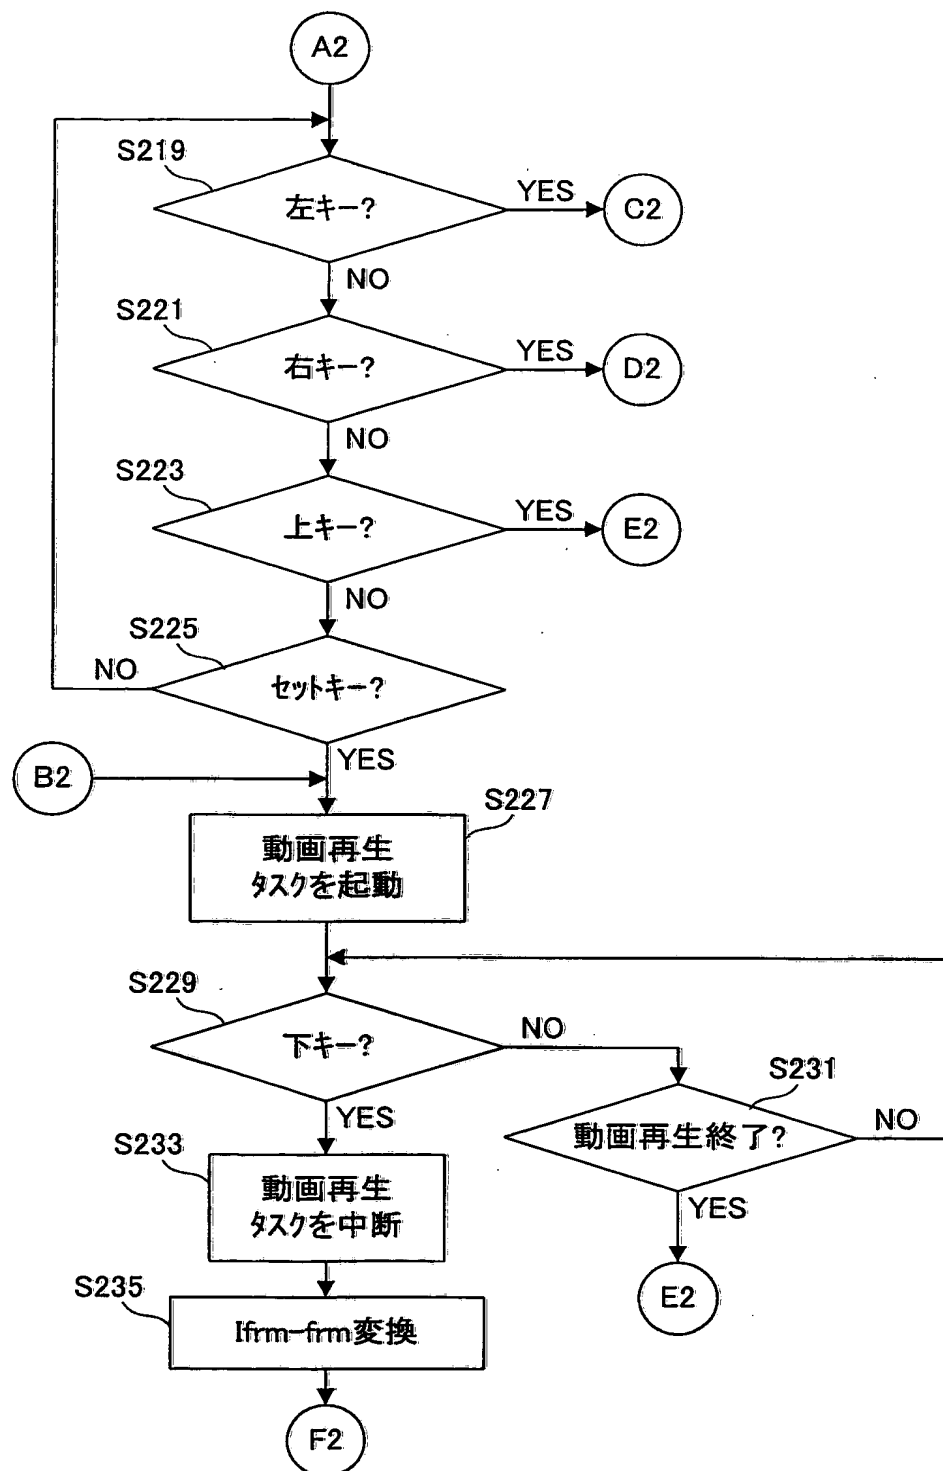 A2
S219
左キー?
YES
C2
NO
S221
右キー?
YES
D2
NO
S223
上キー?
YES
E2
NO
S225
セットキー?
NO
YES
B2
S227
動画再生
タスクを起動
S229
下キー?
NO
S231
動画再生終了?
NO
YES
YES
E2
S233
動画再生
タスクを中断
S235
Ifrm-frm変換
F2